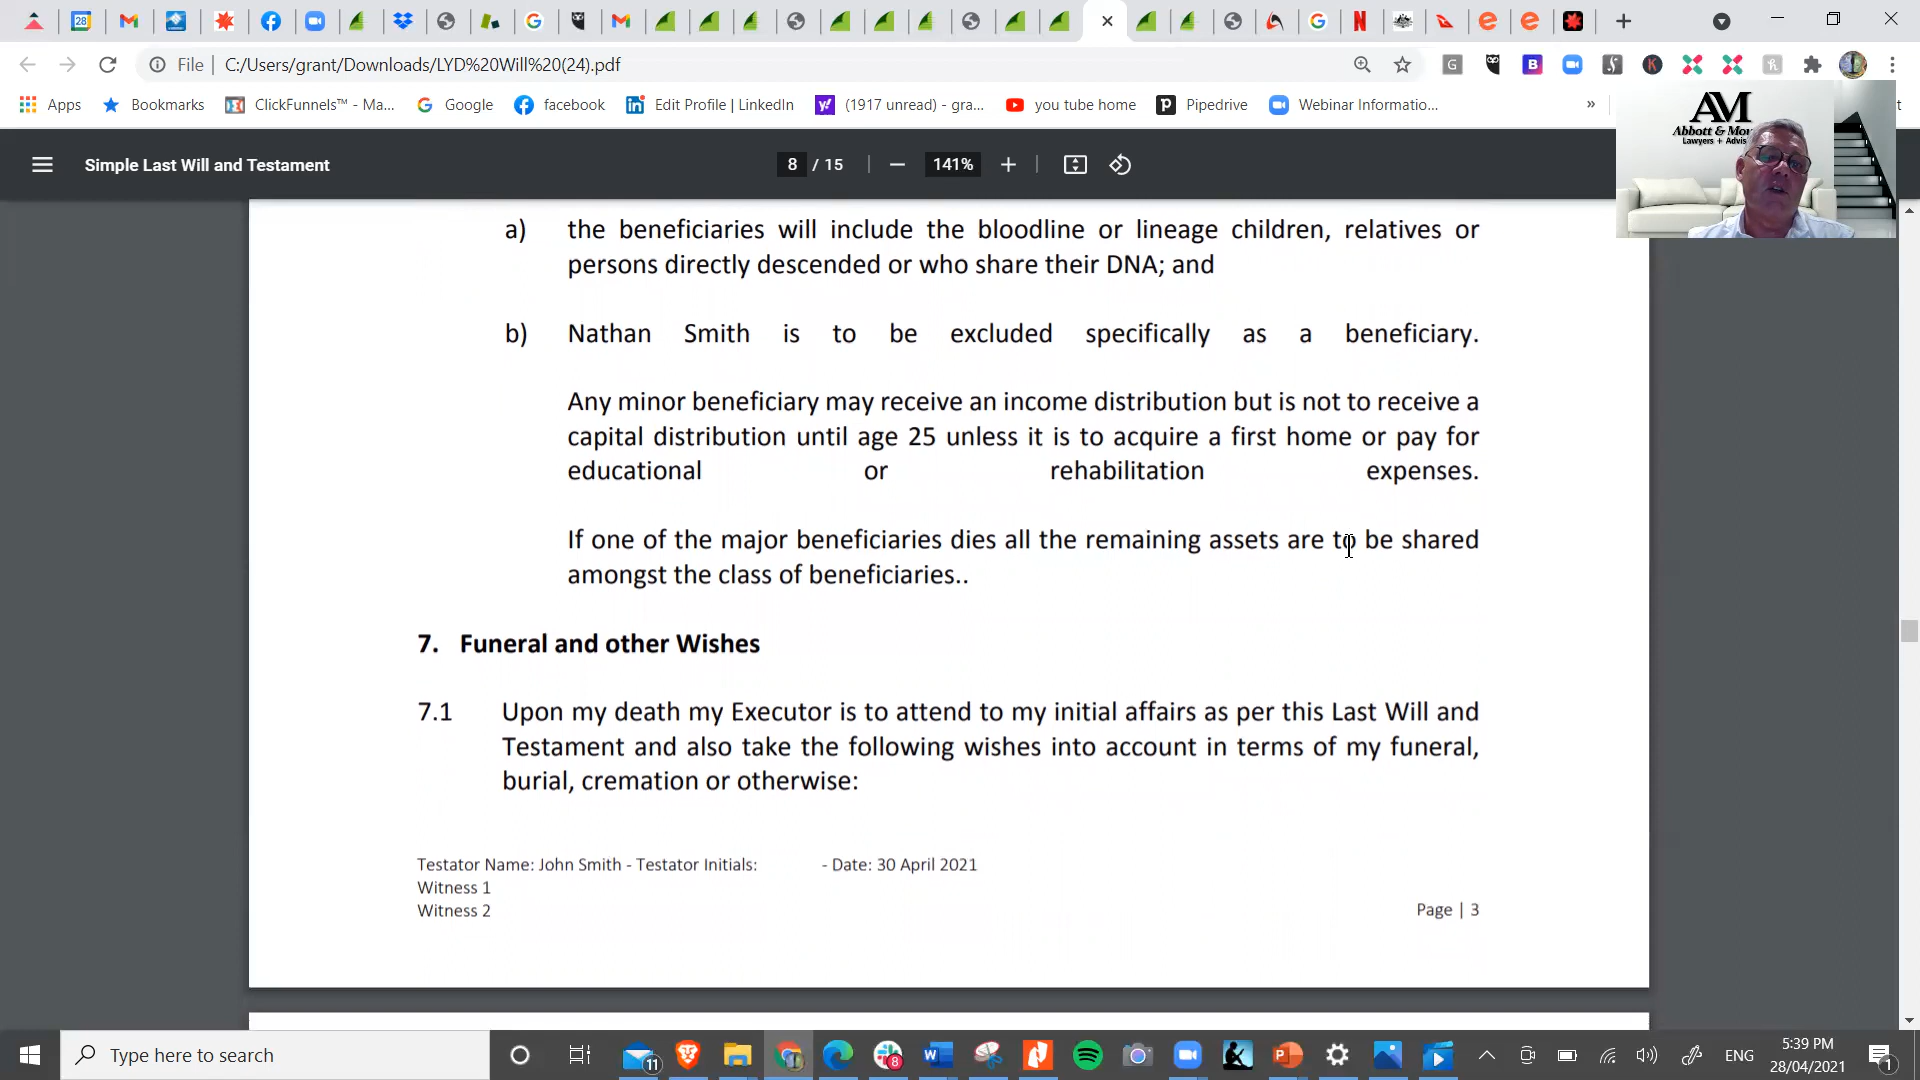 File
C:/Users/grant/Downloads/LYD%20Will%20(24).pdf
Apps
Bookmarks
ClickFunnels™ - Ma...
Google
facebook
Edit Profile | LinkedIn
(1917 unread) - gra...
you tube home
Pipedrive
Webinar Informatio...
»
AM
Abbott & Mou
Lawyers + Advis
Simple Last Will and Testament
8 / 15
141%
a) the beneficiaries will include the bloodline or lineage children, relatives or
persons directly descended or who share their DNA; and
b) Nathan Smith is to be excluded specifically as a beneficiary.
Any minor beneficiary may receive an income distribution but is not to receive a
capital distribution until age 25 unless it is to acquire a first home or pay for
educational or rehabilitation expenses.
If one of the major beneficiaries dies all the remaining assets are to be shared
amongst the class of beneficiaries..
7. Funeral and other Wishes
7.1 Upon my death my Executor is to attend to my initial affairs as per this Last Will and
Testament and also take the following wishes into account in terms of my funeral,
burial, cremation or otherwise:
Testator Name: John Smith - Testator Initials: - Date: 30 April 2021
Witness 1
Witness 2
Page | 3
Type here to search
11
8
ENG
5:39 PM
28/04/2021
1